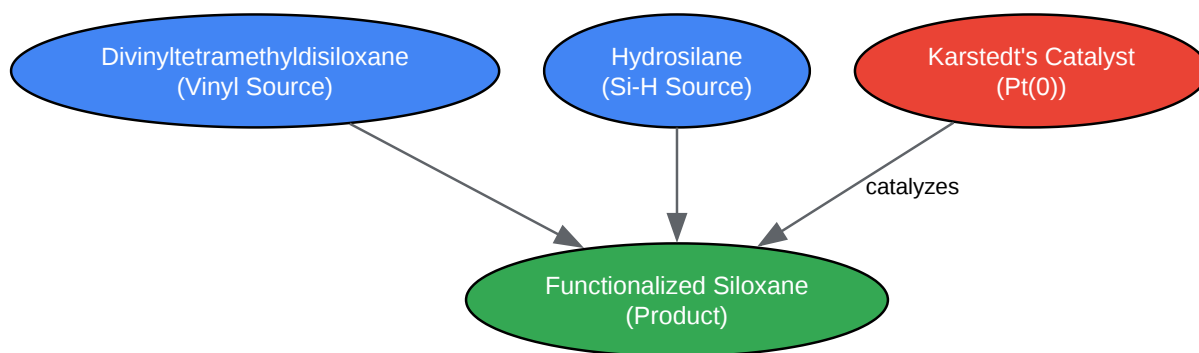 Divinyltetramethyldisiloxane
(Vinyl Source)
Hydrosilane
(Si-H Source)
Karstedt's Catalyst
(Pt(0))
catalyzes
Functionalized Siloxane
(Product)